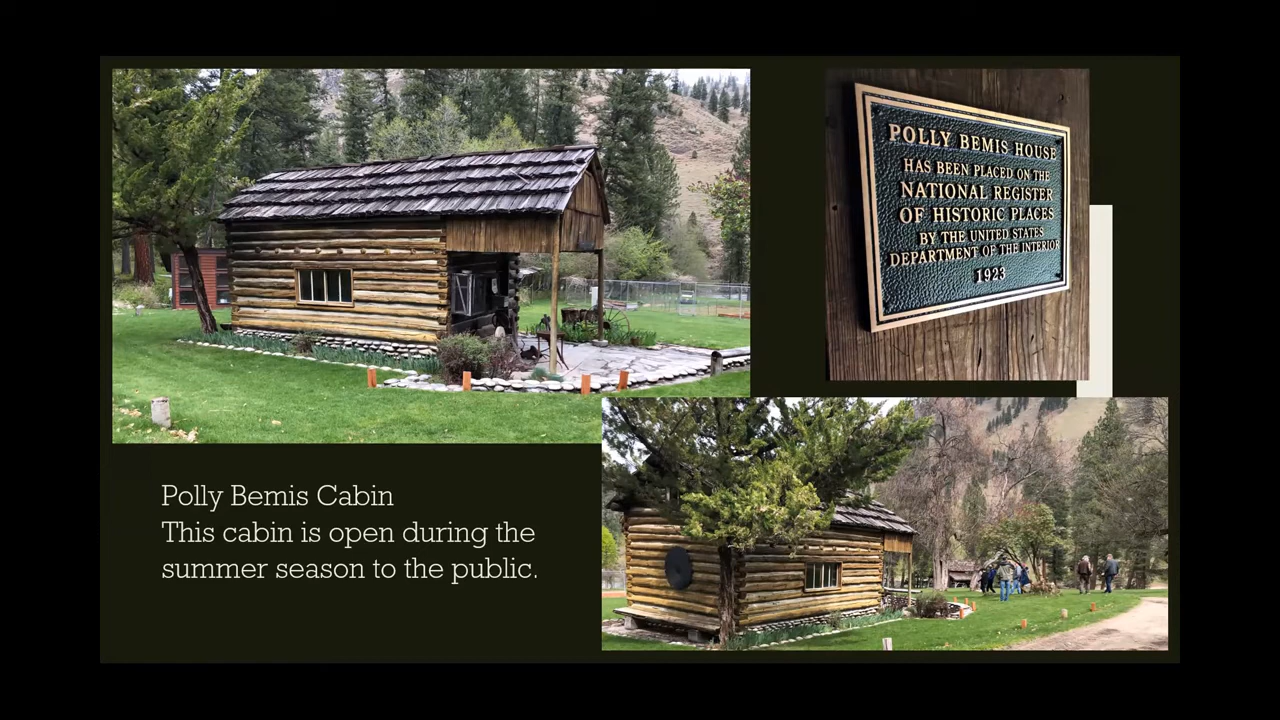 POLLY BEMIS HOUSE
HAS BEEN PLACED ON THE
NATIONAL REGISTER
OF HISTORIC PLACES
BY THE UNITED STATES
DEPARTMENT OF THE INTERIOR
1923
Polly Bemis Cabin
This cabin is open during the
summer season to the public.